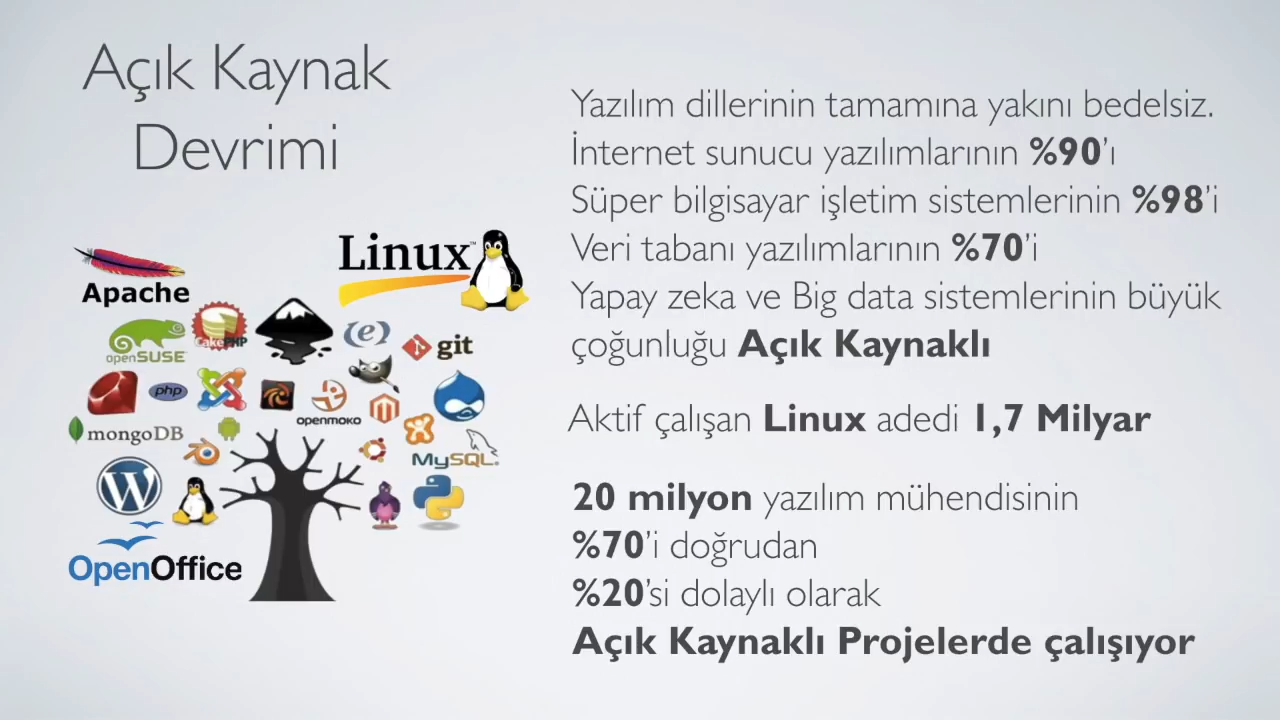 Açık Kaynak
Devrimi
Yazılım dillerinin tamamına yakını bedelsiz.
İnternet sunucu yazılımlarının %90’ı
Süper bilgisayar işletim sistemlerinin %98’i
Veri tabanı yazılımlarının %70’i
Yapay zeka ve Big data sistemlerinin büyük
çoğunluğu Açık Kaynaklı
Aktif çalışan Linux adedi 1,7 Milyar
20 milyon yazılım mühendisinin
%70’i doğrudan
%20’si dolaylı olarak
Açık Kaynaklı Projelerde çalışıyor
Linux™
Apache
openSUSE
CakePHP
e
git
php
openmoko
mongoDB
MySQL
W
OpenOffice